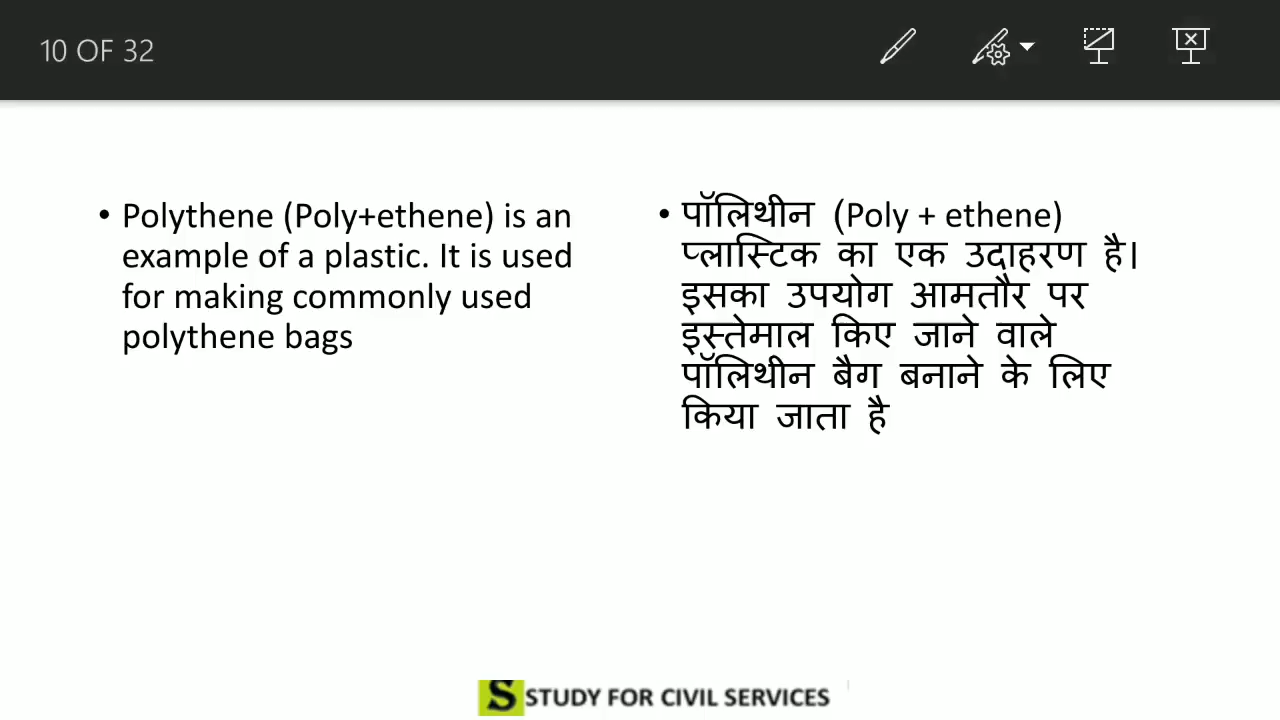 10 OF 32
• Polythene (Poly+ethene) is an
example of a plastic. It is used
for making commonly used
polythene bags
• पॉलिथीन (Poly + ethene)
प्लास्टिक का एक उदाहरण है।
इसका उपयोग आमतौर पर
इस्तेमाल किए जाने वाले
पॉलिथीन बैग बनाने के लिए
किया जाता है
S STUDY FOR CIVIL SERVICES